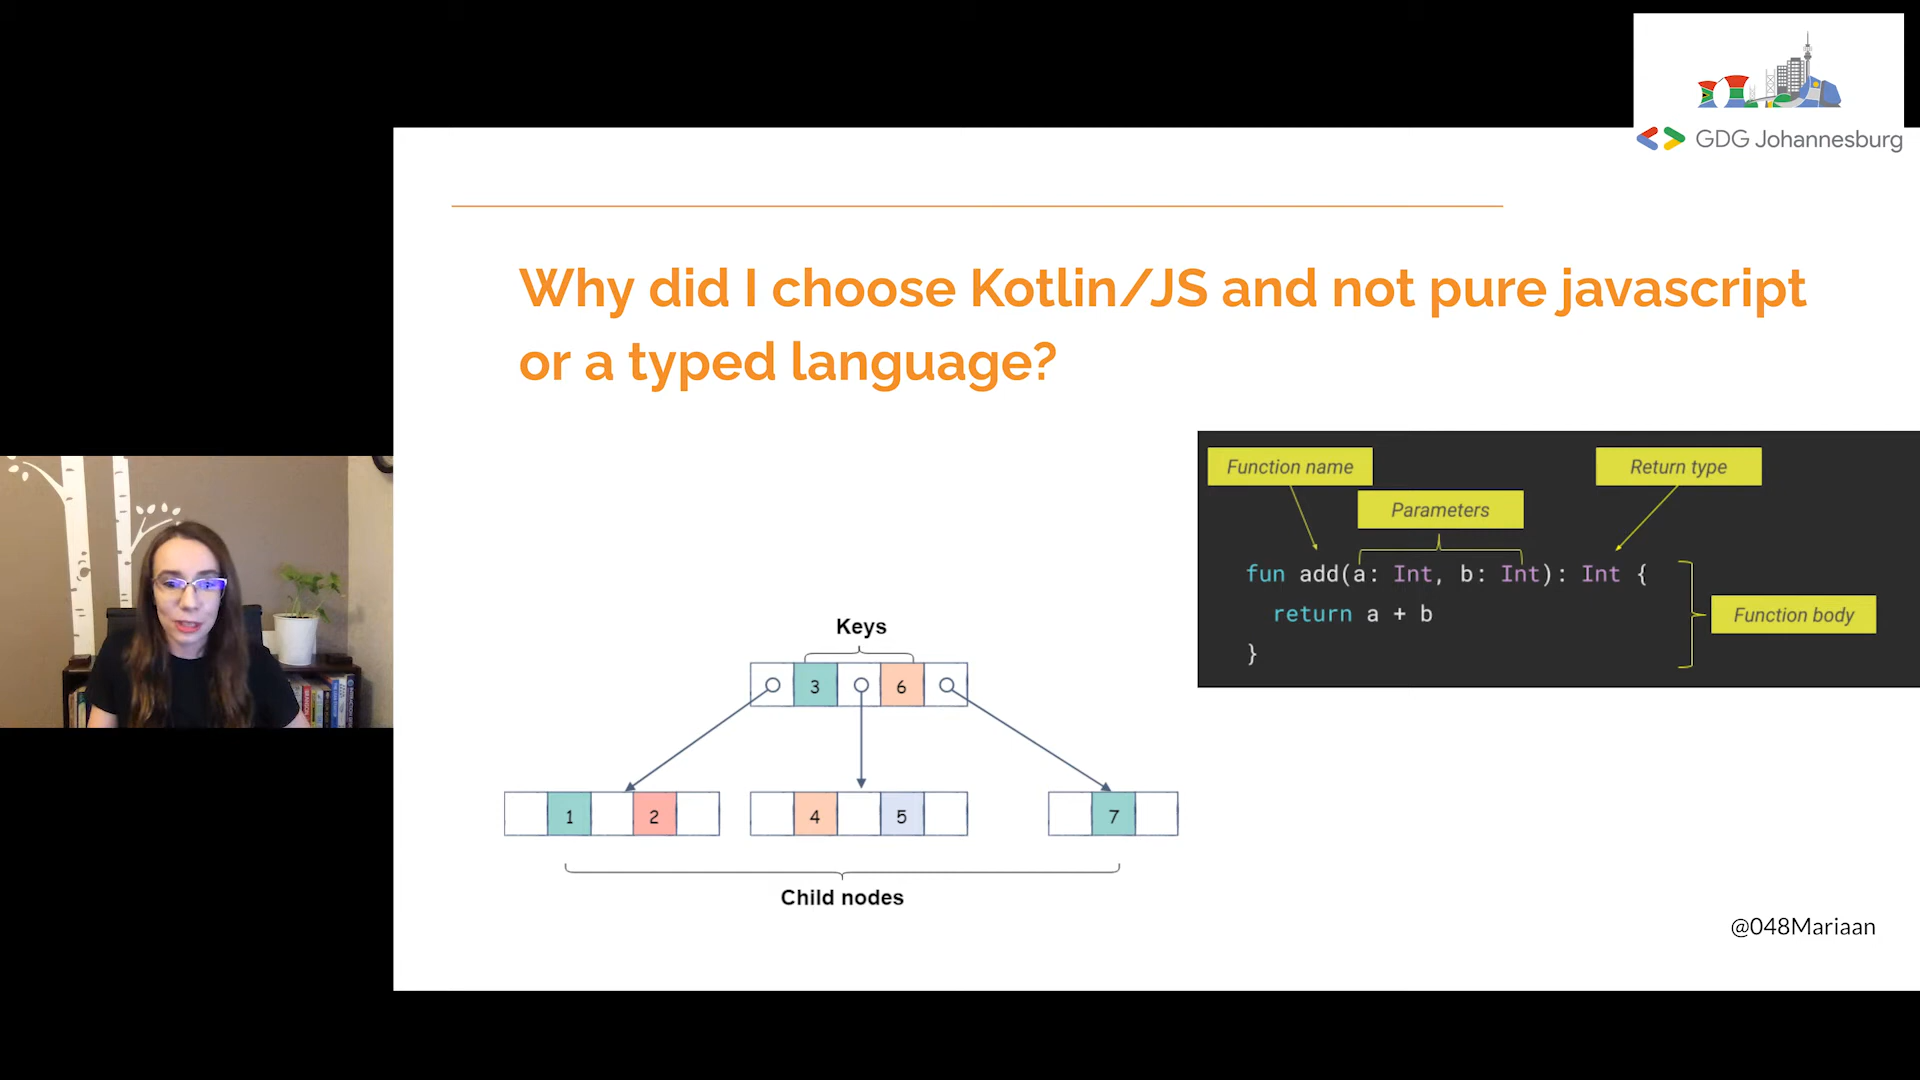 GDG Johannesburg
Why did I choose Kotlin/JS and not pure javascript
or a typed language?
Function name
Return type
Parameters
fun add(a: Int, b: Int): Int {
return a + b
}
Function body
Keys
3 6
1 2 4 5 7
Child nodes
@048Mariaan